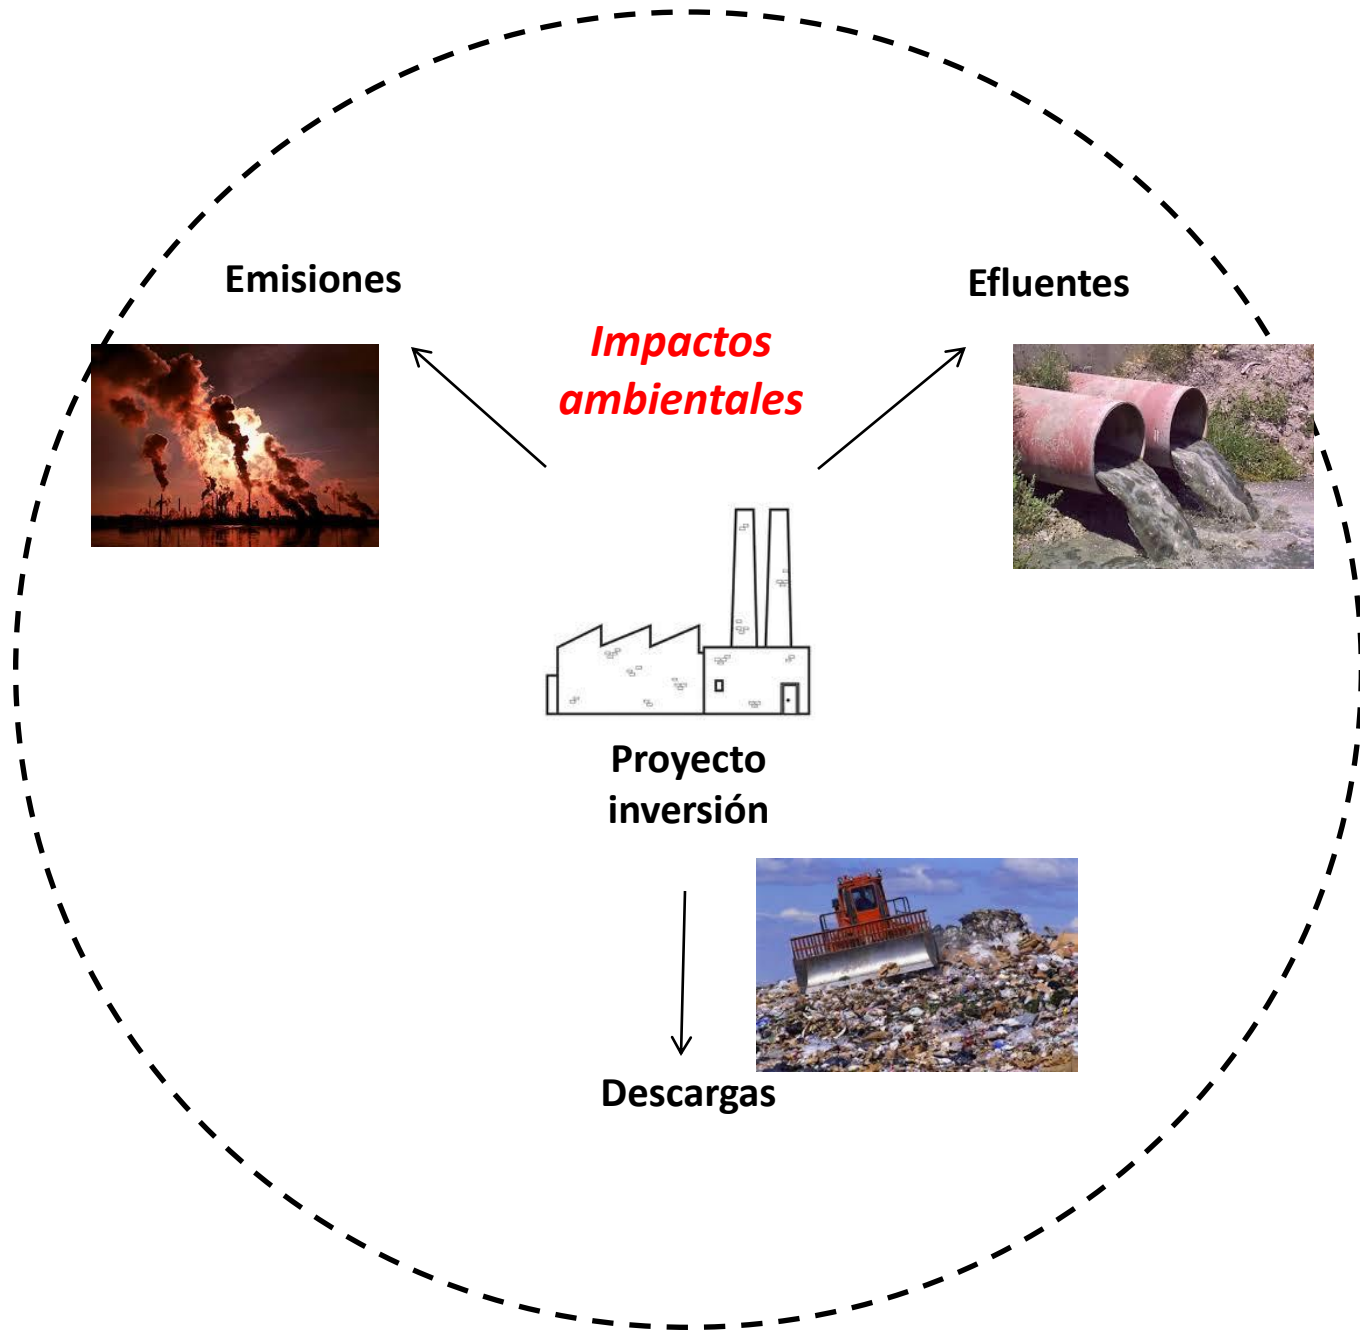 Emisiones
Efluentes
Impactos
ambientales
Proyecto
inversión
Descargas